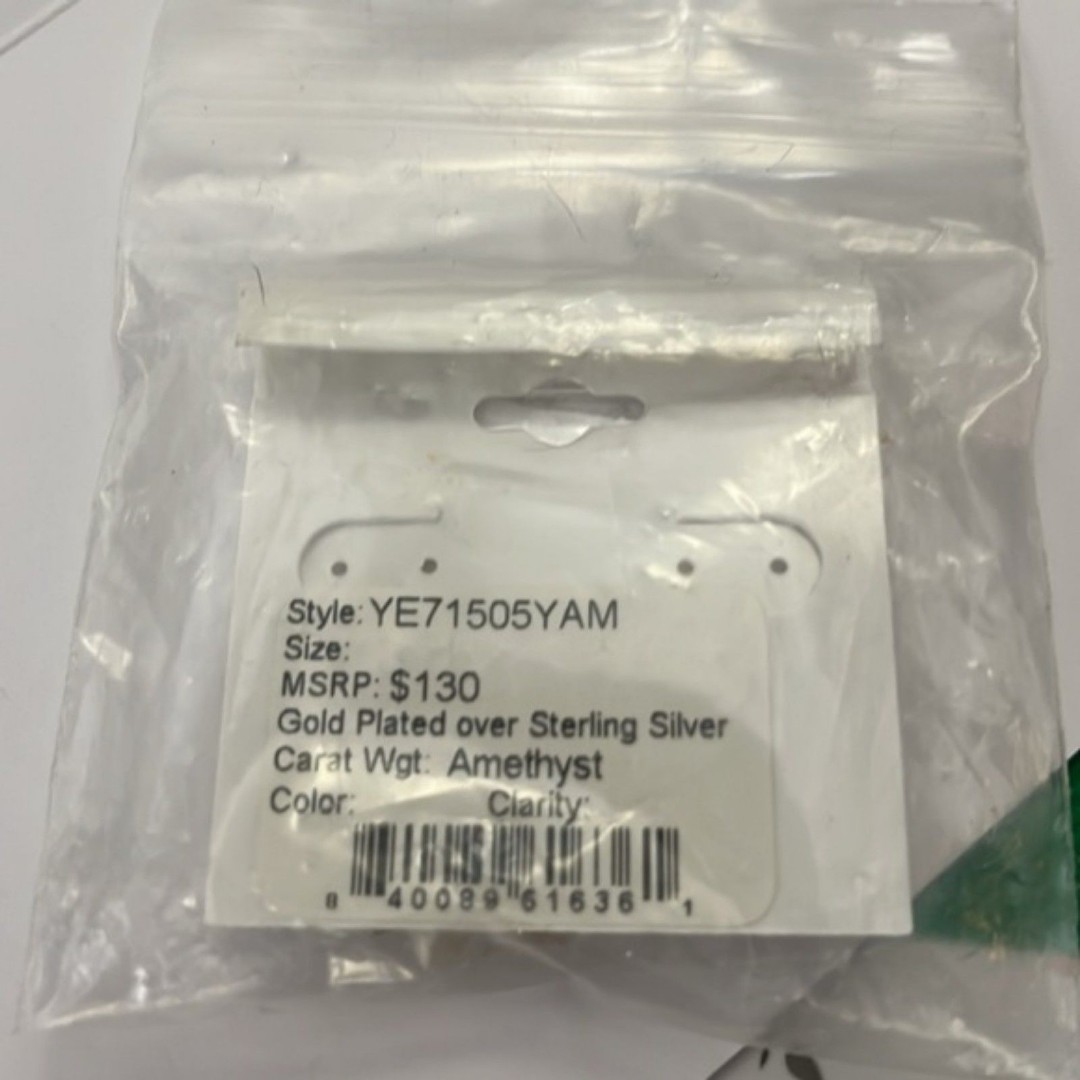 Style: YE71505YAM
Size:
MSRP: $130
Gold Plated over Sterling Silver
Carat Wgt: Amethyst
Color: Clarity:
8 40089 61636 1